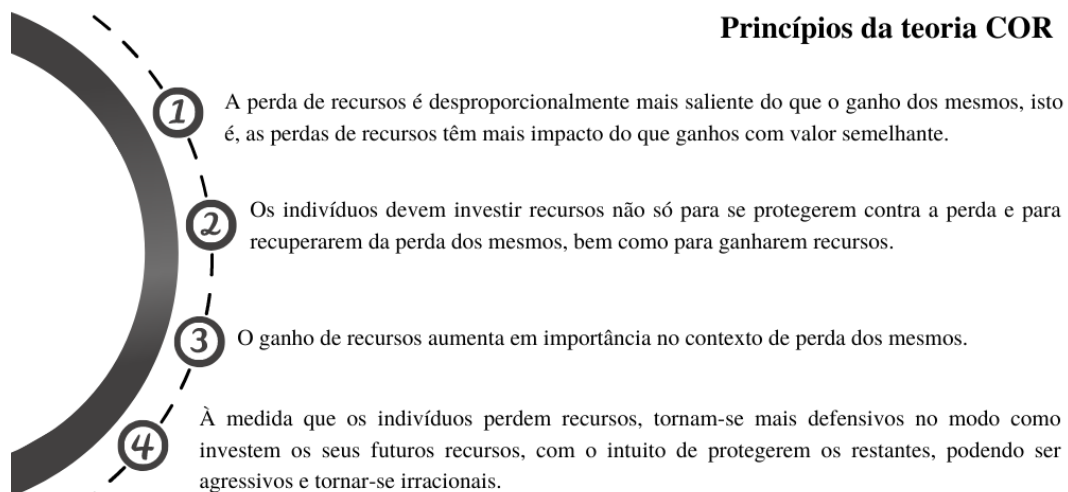 Princípios da teoria COR
1
A perda de recursos é desproporcionalmente mais saliente do que o ganho dos mesmos, isto
é, as perdas de recursos têm mais impacto do que ganhos com valor semelhante.
2
Os indivíduos devem investir recursos não só para se protegerem contra a perda e para
recuperarem da perda dos mesmos, bem como para ganharem recursos.
3
O ganho de recursos aumenta em importância no contexto de perda dos mesmos.
4
À medida que os indivíduos perdem recursos, tornam-se mais defensivos no modo como
investem os seus futuros recursos, com o intuito de protegerem os restantes, podendo ser
agressivos e tornar-se irracionais.